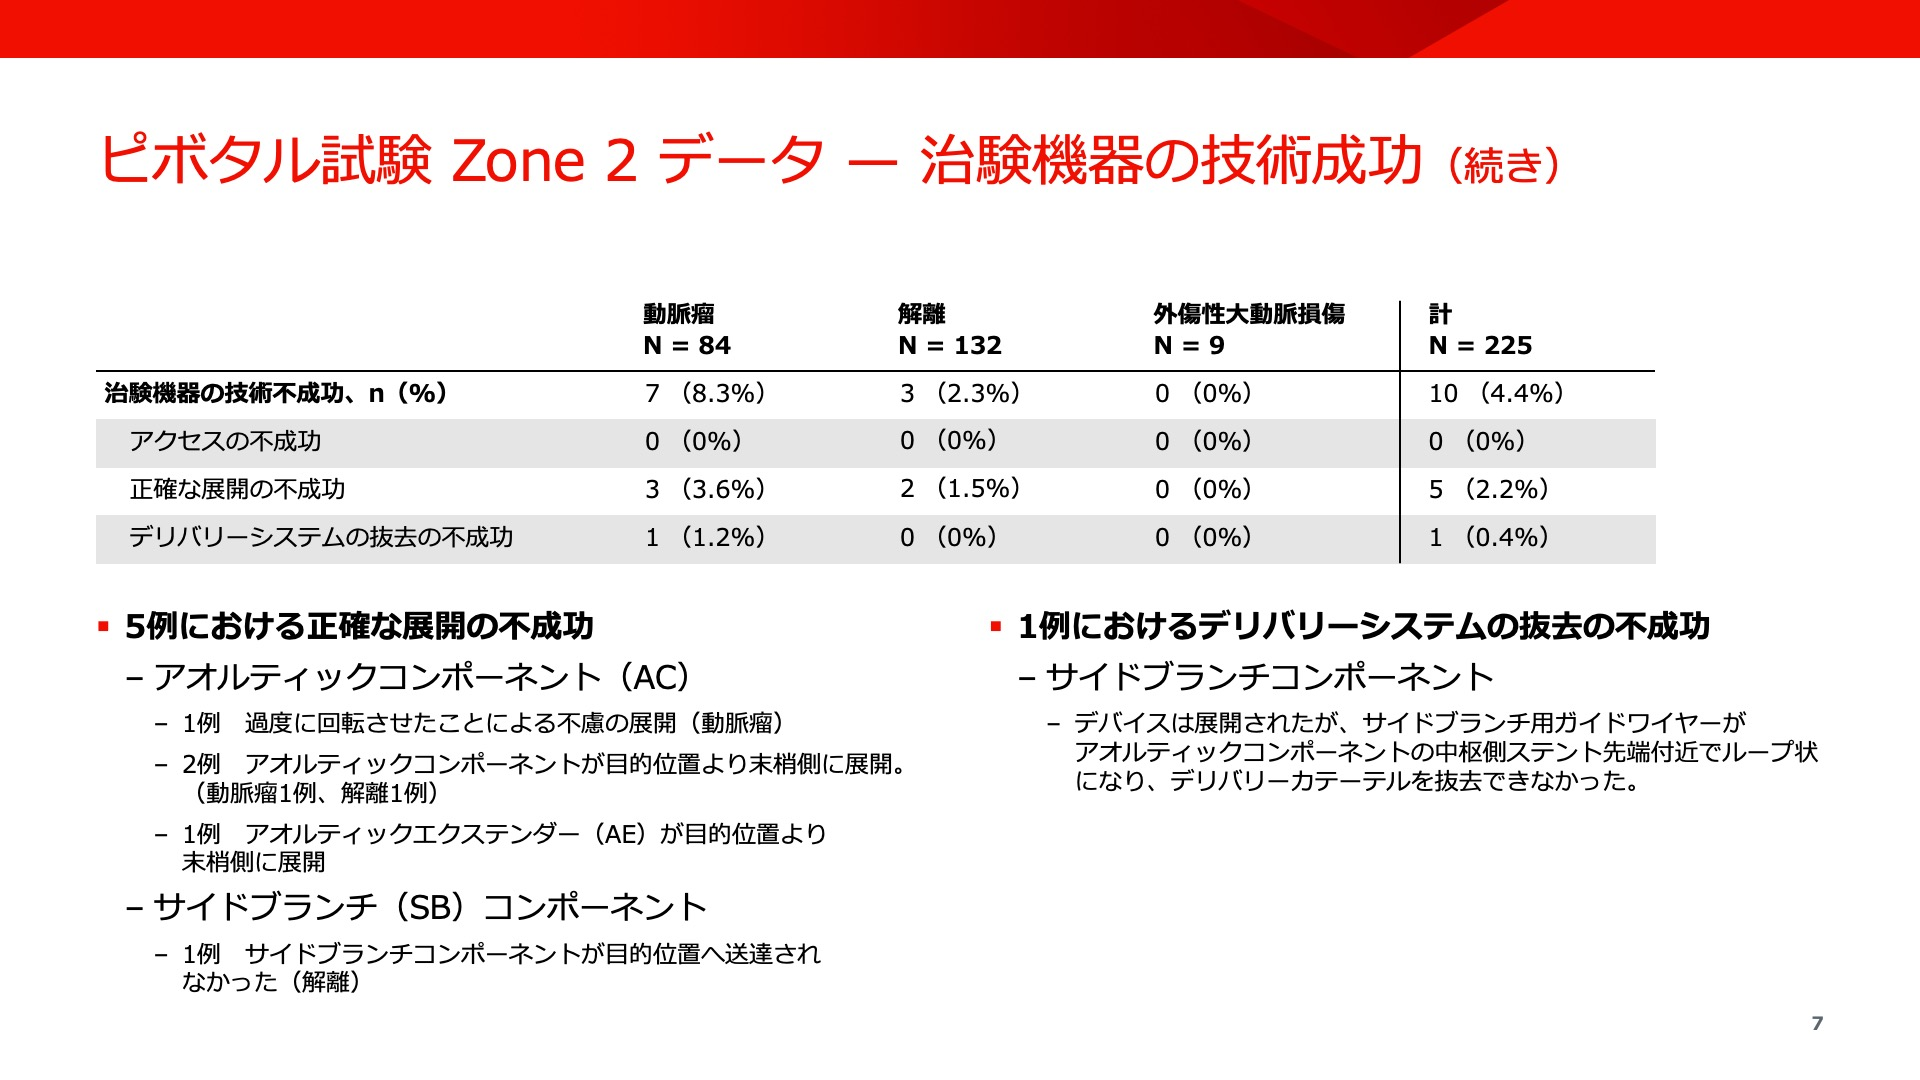 ピボタル試験 Zone 2 データ ー 治験機器の技術成功（続き）
動脈瘤 解離 外傷性大動脈損傷 計
N = 84 N = 132 N = 9 N = 225
治験機器の技術不成功、n（%） 7 （8.3%） 3 （2.3%） 0 （0%） 10 （4.4%）
アクセスの不成功 0 （0%） 0 （0%） 0 （0%） 0 （0%）
正確な展開の不成功 3 （3.6%） 2 （1.5%） 0 （0%） 5 （2.2%）
デリバリーシステムの抜去の不成功 1 （1.2%） 0 （0%） 0 （0%） 1 （0.4%）
▪ 5例における正確な展開の不成功
– アオルティックコンポーネント（AC）
– 1例　過度に回転させたことによる不慮の展開（動脈瘤）
– 2例　アオルティックコンポーネントが目的位置より末梢側に展開。
（動脈瘤1例、解離1例）
– 1例　アオルティックエクステンダー（AE）が目的位置より
末梢側に展開
– サイドブランチ（SB）コンポーネント
– 1例　サイドブランチコンポーネントが目的位置へ送達され
なかった（解離）
▪ 1例におけるデリバリーシステムの抜去の不成功
– サイドブランチコンポーネント
– デバイスは展開されたが、サイドブランチ用ガイドワイヤーが
アオルティックコンポーネントの中枢側ステント先端付近でループ状
になり、デリバリーカテーテルを抜去できなかった。
7